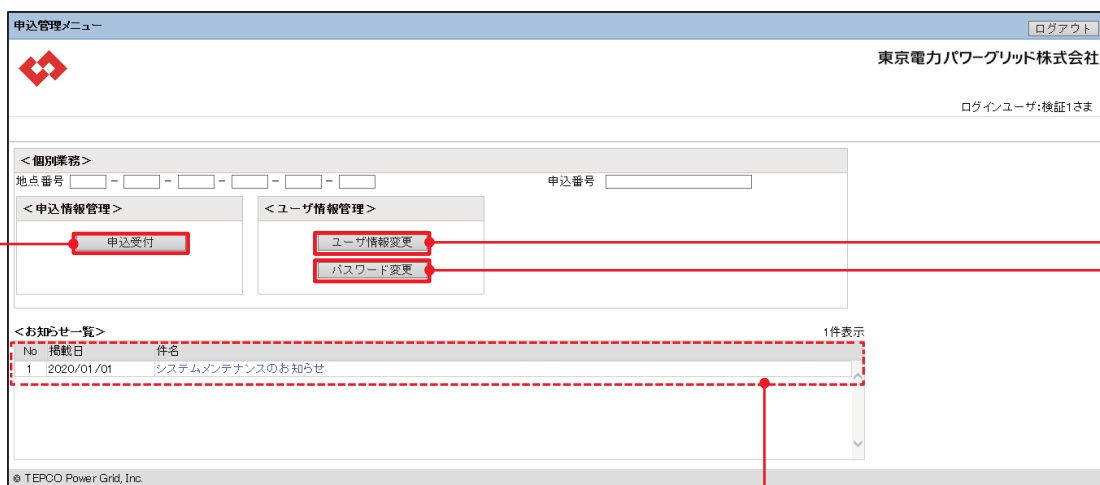 申込管理メニュー
ログアウト
東京電力パワーグリッド株式会社
ログインユーザ:検証1さま
＜個別業務＞
地点番号 － － － － － 申込番号
＜申込情報管理＞ ＜ユーザ情報管理＞
申込受付 ユーザ情報変更
パスワード変更
＜お知らせ一覧＞ 1件表示
No 掲載日 件名
1 2020/01/01 システムメンテナンスのお知らせ
© TEPCO Power Grid, Inc.